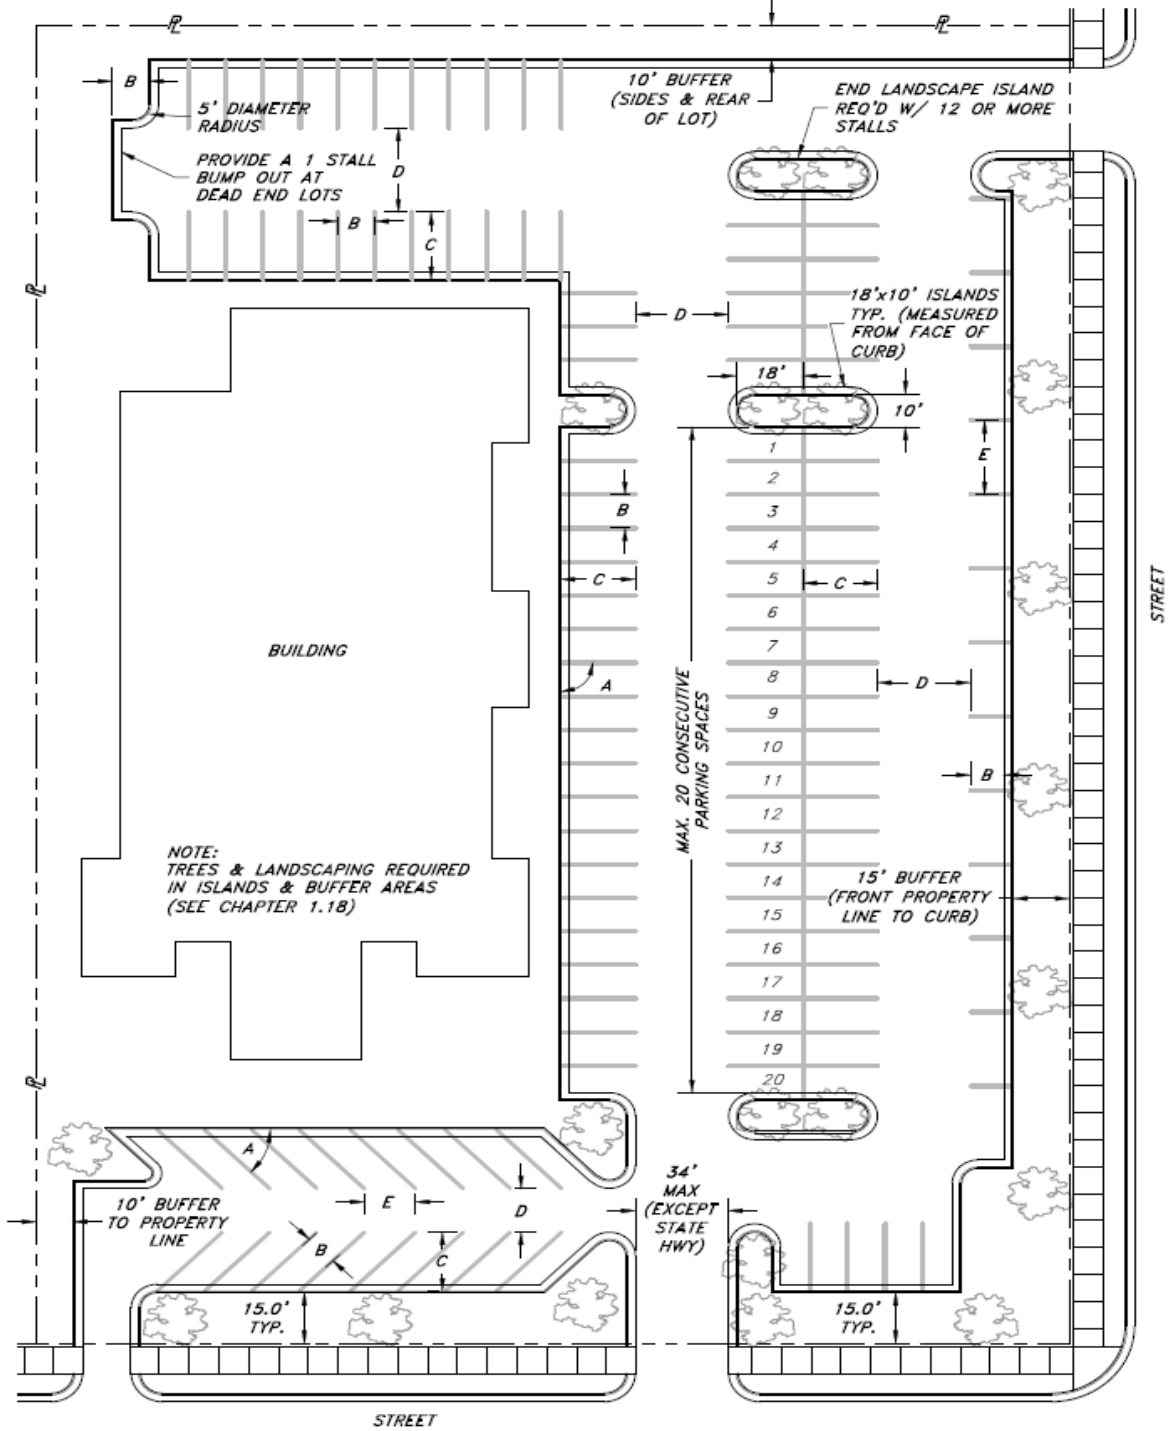 PL
PL
B
5' DIAMETER
RADIUS
10' BUFFER
(SIDES & REAR
OF LOT)
END LANDSCAPE ISLAND
REQ'D W/ 12 OR MORE
STALLS
PROVIDE A 1 STALL
BUMP OUT AT
DEAD END LOTS
D
B
C
PL
D
18'x10' ISLANDS
TYP. (MEASURED
FROM FACE OF
CURB)
18'
10'
E
B
C
C
1
2
3
4
5
6
7
8
9
10
11
12
13
14
15
16
17
18
19
20
MAX. 20 CONSECUTIVE
PARKING SPACES
STREET
BUILDING
A
D
B
NOTE:
TREES & LANDSCAPING REQUIRED
IN ISLANDS & BUFFER AREAS
(SEE CHAPTER 1.18)
15' BUFFER
(FRONT PROPERTY
LINE TO CURB)
PL
A
10' BUFFER
TO PROPERTY
LINE
E
D
B
C
34'
MAX
(EXCEPT
STATE
HWY)
15.0'
TYP.
15.0'
TYP.
STREET